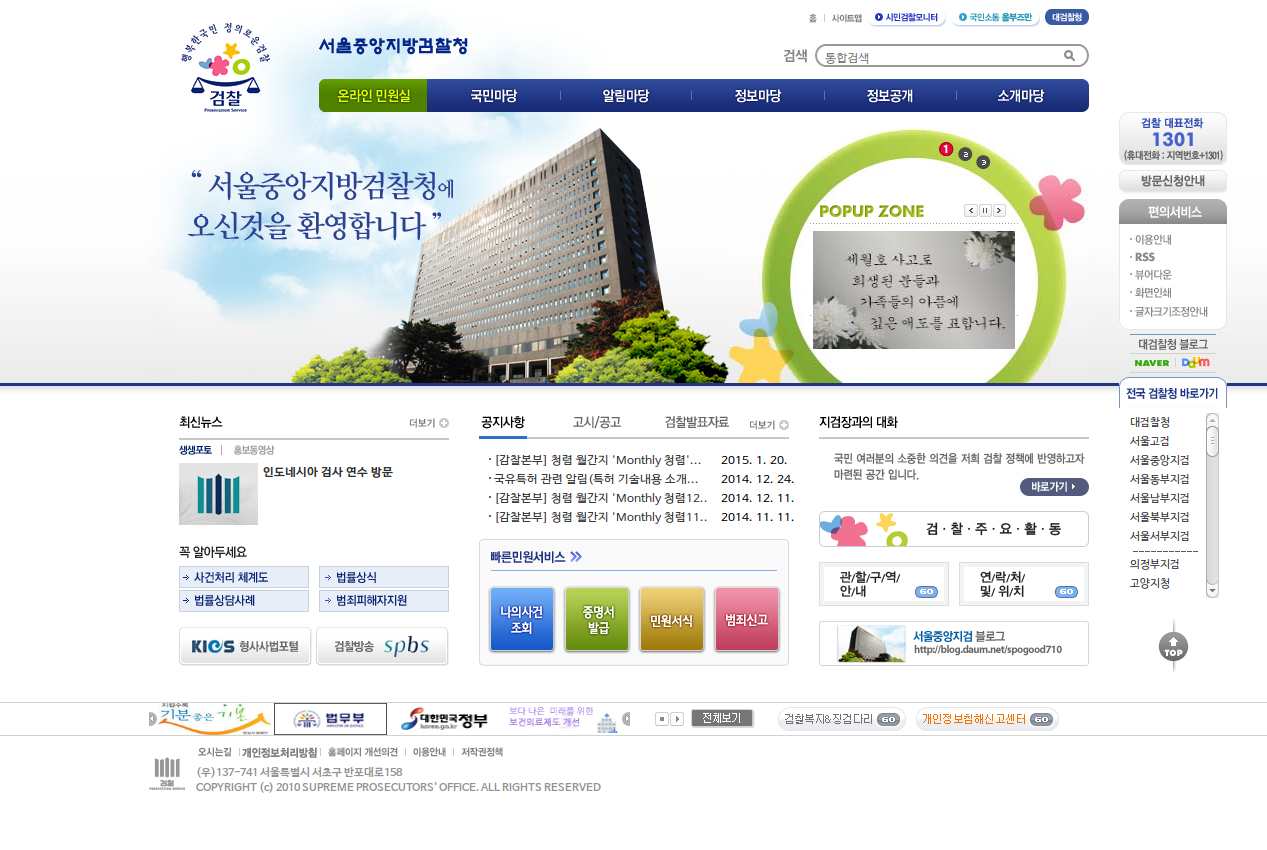 홈 | 사이트맵
시민검찰모니터
국민소통 옴부즈만
대검찰청
행복한국민 정의로운검찰
검찰
Prosecution Service
서울중앙지방검찰청
검색
통합검색
온라인 민원실
국민마당
알림마당
정보마당
정보공개
소개마당
“ 서울중앙지방검찰청에
오신것을 환영합니다 ”
1
2
3
POPUP ZONE
세월호 사고로
희생된 분들과
가족들의 아픔에
깊은 애도를 표합니다.
검찰 대표전화
1301
(휴대전화 : 지역번호+1301)
방문신청안내
편의서비스
· 이용안내
· RSS
· 뷰어다운
· 화면인쇄
· 글자크기조정안내
대검찰청 블로그
NAVER | Daum
전국 검찰청 바로가기
대검찰청
서울고검
서울중앙지검
서울동부지검
서울남부지검
서울북부지검
서울서부지검
-----------
의정부지검
고양지청
TOP
최신뉴스
더보기
생생포토 | 홍보동영상
인도네시아 검사 연수 방문
꼭 알아두세요
사건처리 체계도
법률상식
법률상담사례
범죄피해자지원
KICS 형사사법포털
검찰방송 spbs
공지사항
고시/공고
검찰발표자료
더보기
· [감찰본부] 청렴 월간지 'Monthly 청렴'... 2015. 1. 20.
· 국유특허 관련 알림(특허 기술내용 소개... 2014. 12. 24.
· [감찰본부] 청렴 월간지 'Monthly 청렴12.. 2014. 12. 11.
· [감찰본부] 청렴 월간지 'Monthly 청렴11.. 2014. 11. 11.
빠른민원서비스
나의사건
조회
증명서
발급
민원서식
범죄신고
지검장과의 대화
국민 여러분의 소중한 의견을 저희 검찰 정책에 반영하고자
마련된 공간 입니다.
바로가기
검·찰·주·요·활·동
관/할/구/역/
안/내
GO
연/락/처/
및/ 위/치
GO
서울중앙지검 블로그
http://blog.daum.net/spogood710
기분좋은 기본
법무부
대한민국정부
korea.go.kr
보다 나은 미래를 위한
보건의료제도 개선
전체보기
검찰복지&징검다리 GO
개인정보침해신고센터 GO
오시는길 | 개인정보처리방침 | 홈페이지 개선의견 | 이용안내 | 저작권정책
검찰
PROSECUTION SERVICE
(우)137-741 서울특별시 서초구 반포대로158
COPYRIGHT (c) 2010 SUPREME PROSECUTORS' OFFICE. ALL RIGHTS RESERVED